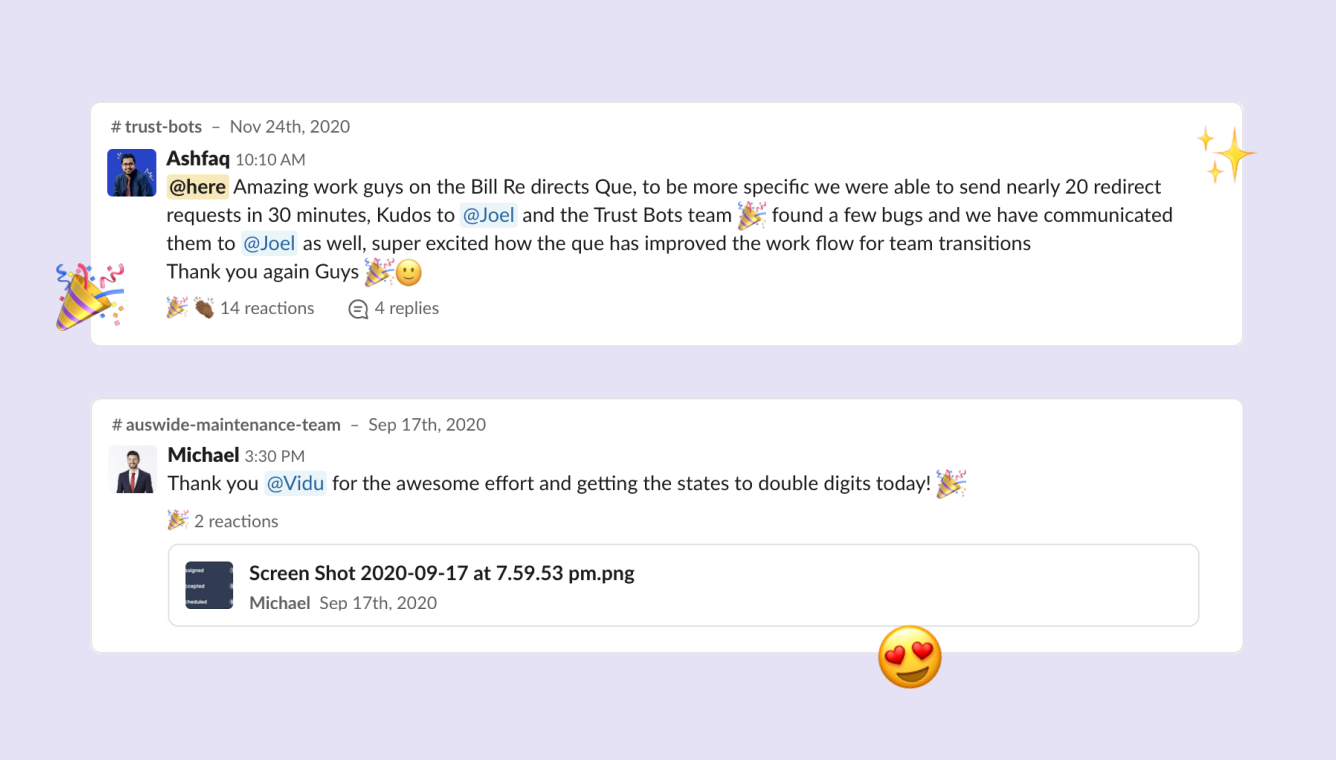 # trust-bots – Nov 24th, 2020
Ashfaq 10:10 AM
@here Amazing work guys on the Bill Re directs Que, to be more specific we were able to send nearly 20 redirect
requests in 30 minutes, Kudos to @Joel and the Trust Bots team 🎉 found a few bugs and we have communicated
them to @Joel as well, super excited how the que has improved the work flow for team transitions
Thank you again Guys 🎉🙂
🎉 👏🏾 14 reactions 4 replies
# auswide-maintenance-team – Sep 17th, 2020
Michael 3:30 PM
Thank you @Vidu for the awesome effort and getting the states to double digits today! 🎉
🎉 2 reactions
Screen Shot 2020-09-17 at 7.59.53 pm.png
Michael Sep 17th, 2020